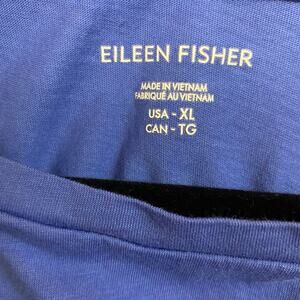 EILEEN FISHER
MADE IN VIETNAM
FABRIQUÉ AU VIETNAM
USA - XL
CAN - TG